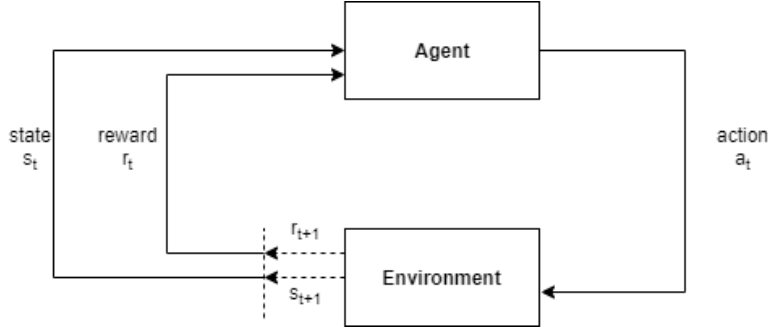 Agent
state
sₜ
reward
rₜ
action
aₜ
rₜ₊₁
Environment
sₜ₊₁